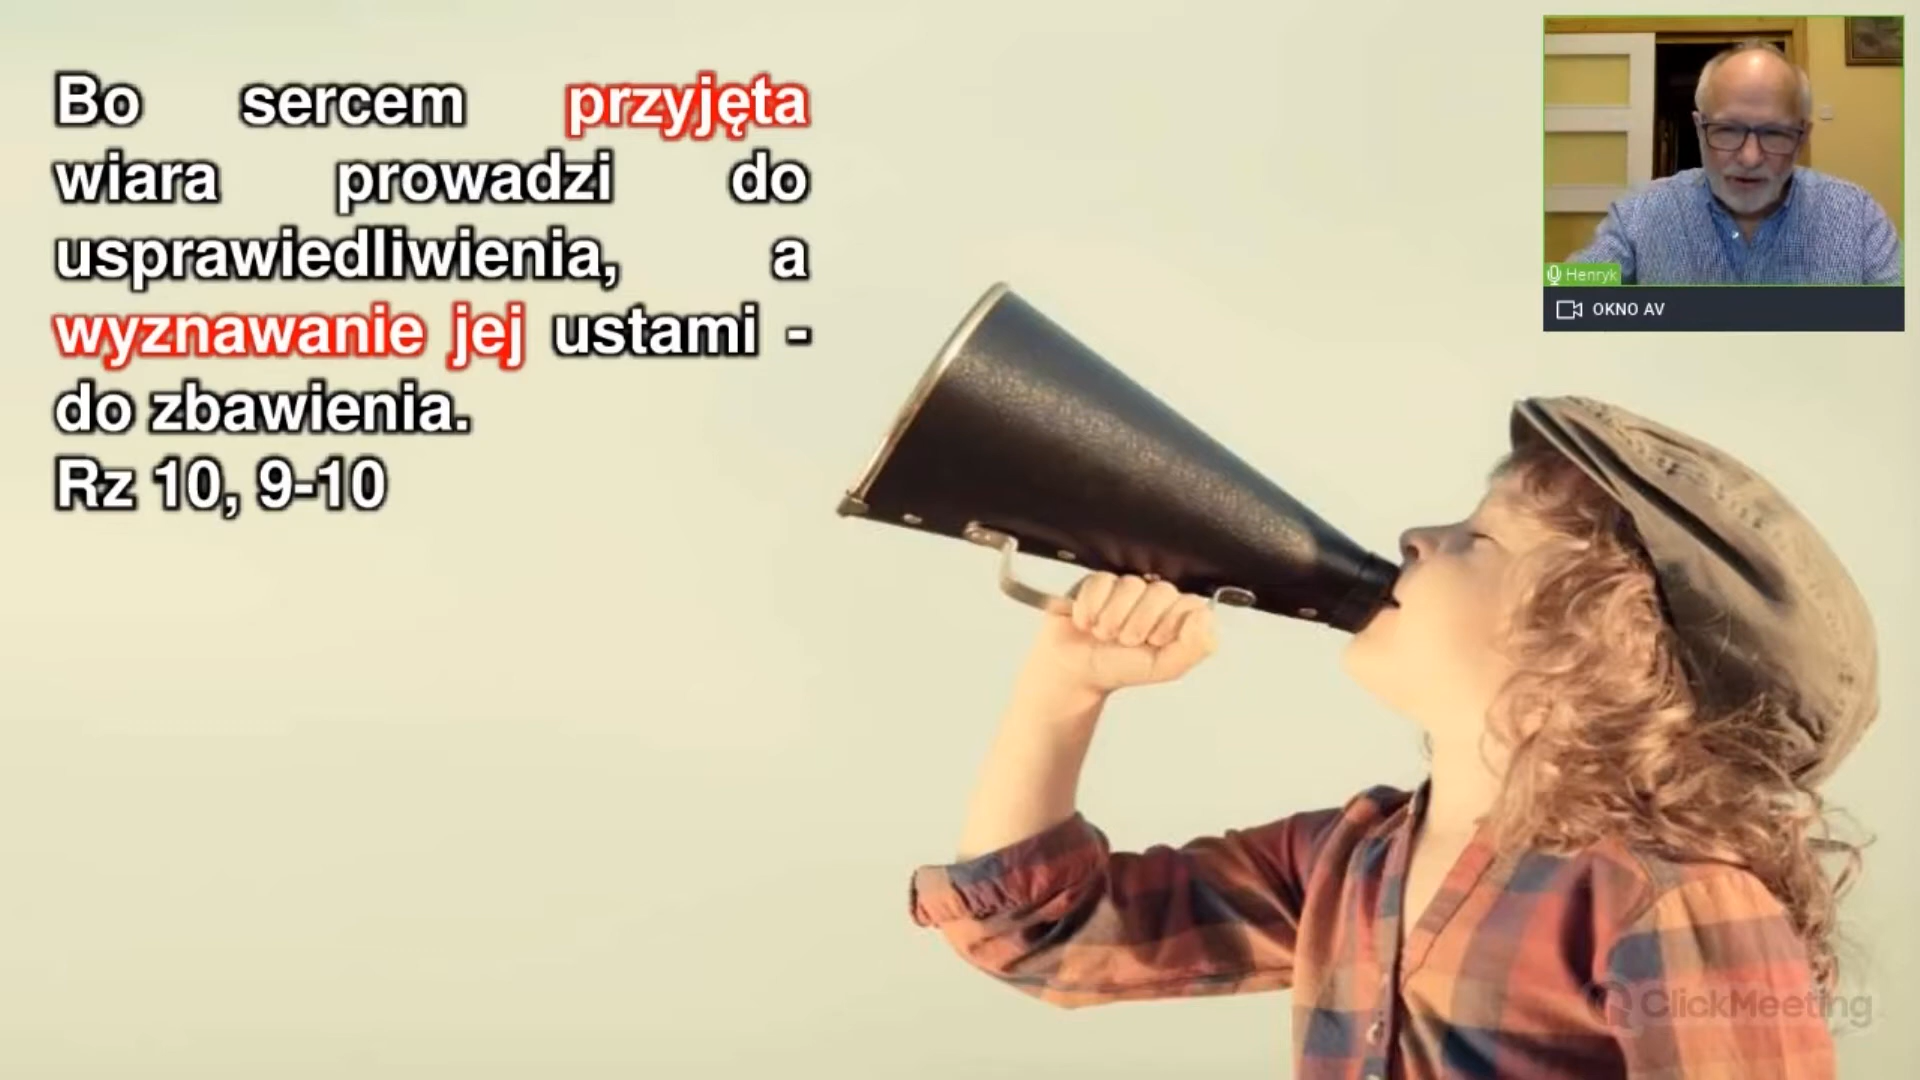 Bo sercem przyjęta
wiara prowadzi do
usprawiedliwienia, a
wyznawanie jej ustami -
do zbawienia.
Rz 10, 9-10
Henryk
OKNO AV
ClickMeeting